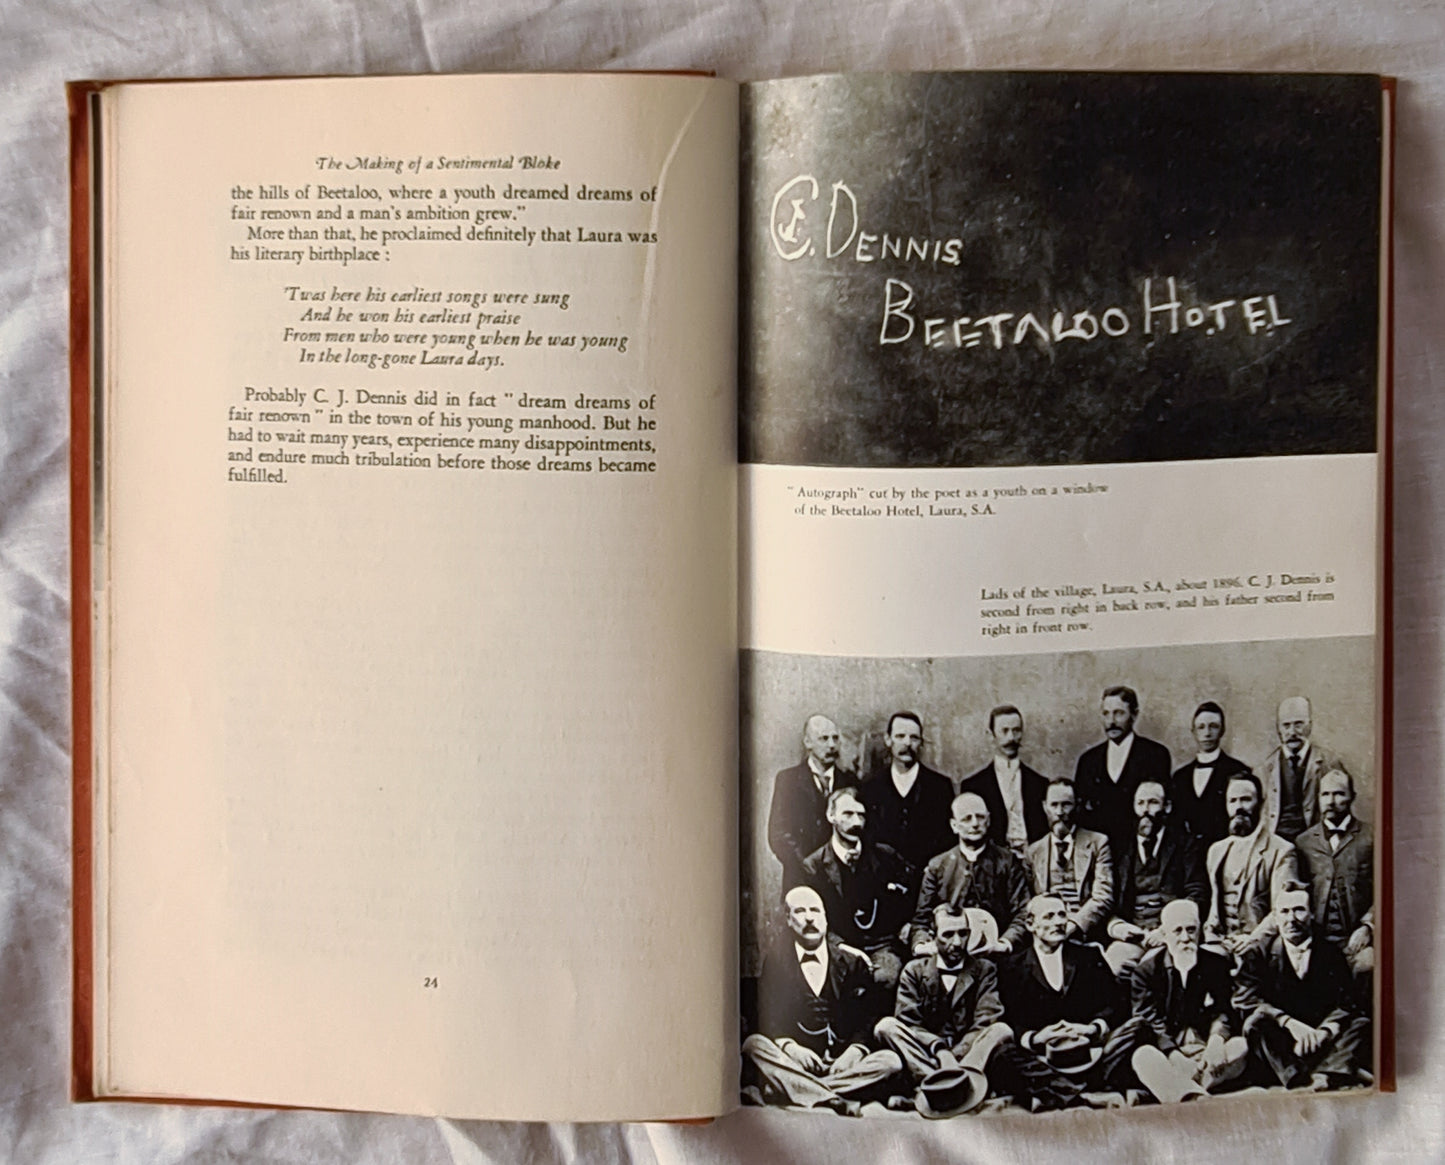 The Making of a Sentimental Bloke
the hills of Beetaloo, where a youth dreamed dreams of
fair renown and a man's ambition grew."
More than that, he proclaimed definitely that Laura was
his literary birthplace :
'Twas here his earliest songs were sung
And he won his earliest praise
From men who were young when he was young
In the long-gone Laura days.
Probably C. J. Dennis did in fact " dream dreams of
fair renown " in the town of his young manhood. But he
had to wait many years, experience many disappointments,
and endure much tribulation before those dreams became
fulfilled.
24
C. J. DENNIS
BEETALOO HOTEL
" Autograph" cut by the poet as a youth on a window
of the Beetaloo Hotel, Laura, S.A.
Lads of the village, Laura, S.A., about 1896. C. J. Dennis is
second from right in back row, and his father second from
right in front row.